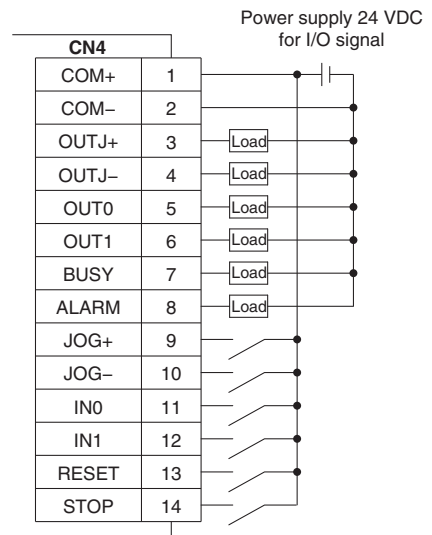 Power supply 24 VDC
for I/O signal
CN4
COM+ 1
COM− 2
OUTJ+ 3 Load
OUTJ− 4 Load
OUT0 5 Load
OUT1 6 Load
BUSY 7 Load
ALARM 8 Load
JOG+ 9
JOG− 10
IN0 11
IN1 12
RESET 13
STOP 14